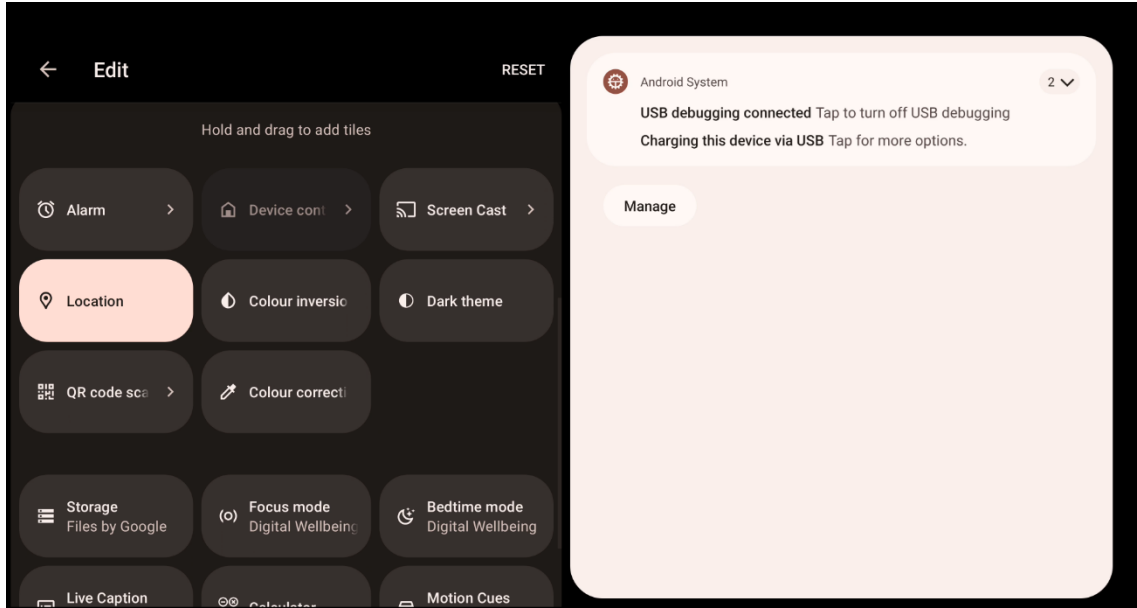 Edit
RESET
Hold and drag to add tiles
Alarm
Device cont
Screen Cast
Location
Colour inversio
Dark theme
QR code sca
Colour correcti
Storage
Files by Google
Focus mode
Digital Wellbeing
Bedtime mode
Digital Wellbeing
Live Caption
Calculator
Motion Cues
Android System
2
USB debugging connected Tap to turn off USB debugging
Charging this device via USB Tap for more options.
Manage